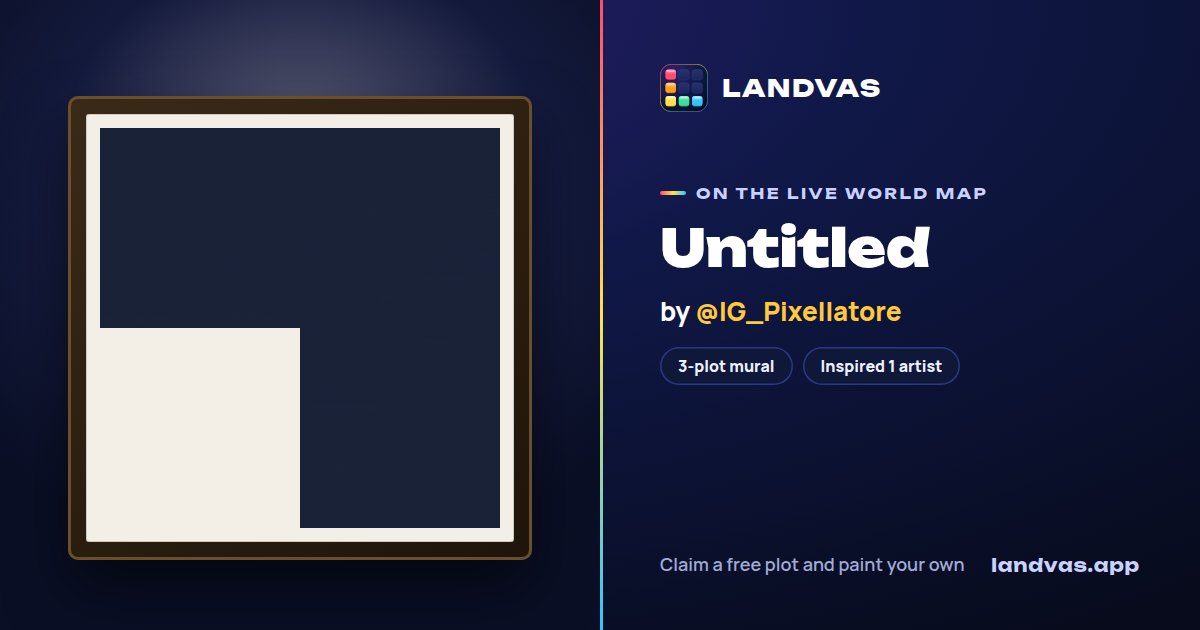 LANDVAS
ON THE LIVE WORLD MAP
Untitled
by @IG_Pixellatore
3-plot mural
Inspired 1 artist
Claim a free plot and paint your own
landvas.app